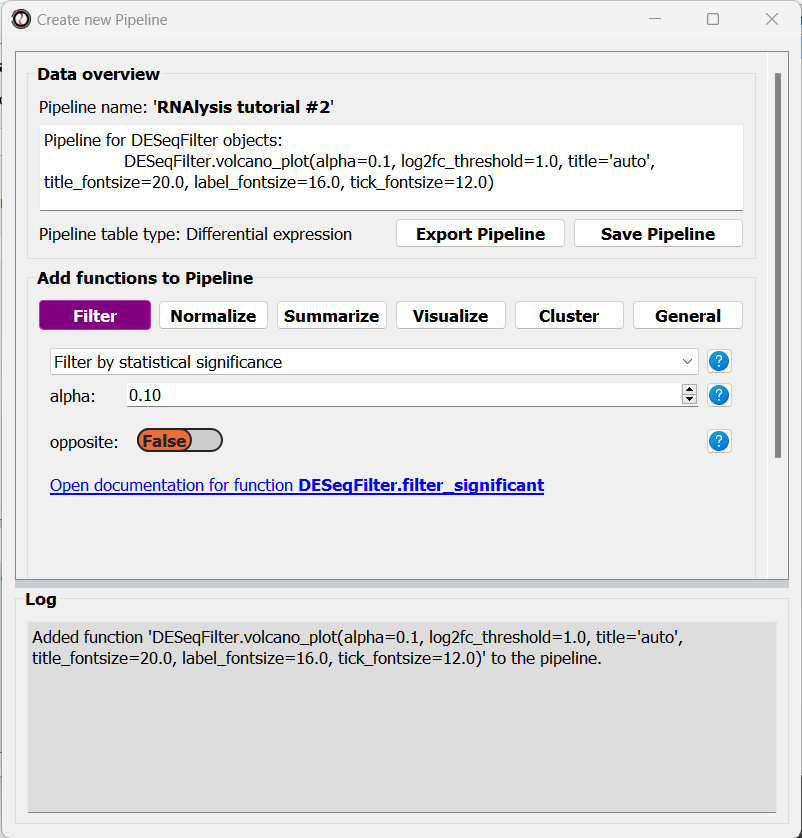 Create new Pipeline
Data overview
Pipeline name: 'RNAlysis tutorial #2'
Pipeline for DESeqFilter objects:
DESeqFilter.volcano_plot(alpha=0.1, log2fc_threshold=1.0, title='auto',
title_fontsize=20.0, label_fontsize=16.0, tick_fontsize=12.0)
Pipeline table type: Differential expression
Export Pipeline
Save Pipeline
Add functions to Pipeline
Filter
Normalize
Summarize
Visualize
Cluster
General
Filter by statistical significance
?
alpha:
0.10
?
opposite:
False
?
Open documentation for function DESeqFilter.filter_significant
Log
Added function 'DESeqFilter.volcano_plot(alpha=0.1, log2fc_threshold=1.0, title='auto',
title_fontsize=20.0, label_fontsize=16.0, tick_fontsize=12.0)' to the pipeline.